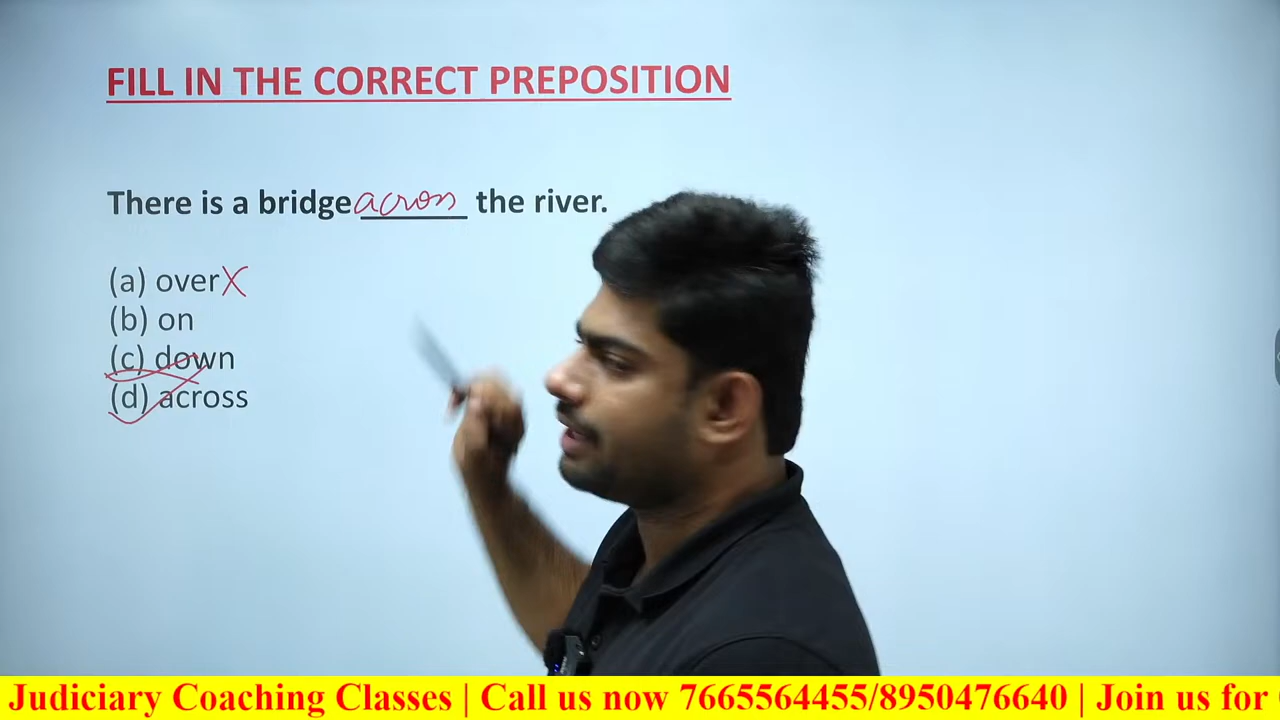 FILL IN THE CORRECT PREPOSITION
There is a bridge across the river.
(a) over X
(b) on
(c) down
(d) across
Judiciary Coaching Classes | Call us now 7665564455/8950476640 | Join us for